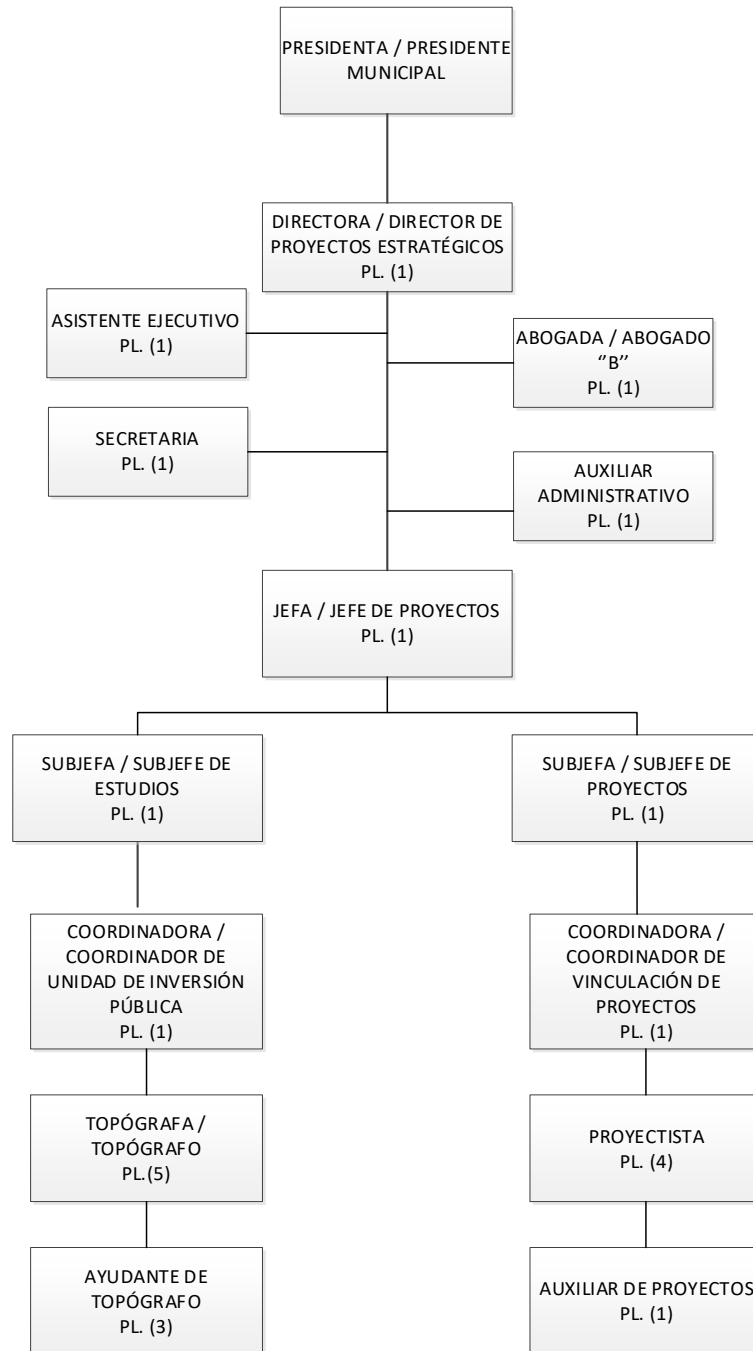 PRESIDENTA / PRESIDENTE
MUNICIPAL
DIRECTORA / DIRECTOR DE
PROYECTOS ESTRATÉGICOS
PL. (1)
ASISTENTE EJECUTIVO
PL. (1)
ABOGADA / ABOGADO
‘’B’’
PL. (1)
SECRETARIA
PL. (1)
AUXILIAR
ADMINISTRATIVO
PL. (1)
JEFA / JEFE DE PROYECTOS
PL. (1)
SUBJEFA / SUBJEFE DE
ESTUDIOS
PL. (1)
SUBJEFA / SUBJEFE DE
PROYECTOS
PL. (1)
COORDINADORA /
COORDINADOR DE
UNIDAD DE INVERSIÓN
PÚBLICA
PL. (1)
COORDINADORA /
COORDINADOR DE
VINCULACIÓN DE
PROYECTOS
PL. (1)
TOPÓGRAFA /
TOPÓGRAFO
PL.(5)
PROYECTISTA
PL. (4)
AYUDANTE DE
TOPÓGRAFO
PL. (3)
AUXILIAR DE PROYECTOS
PL. (1)